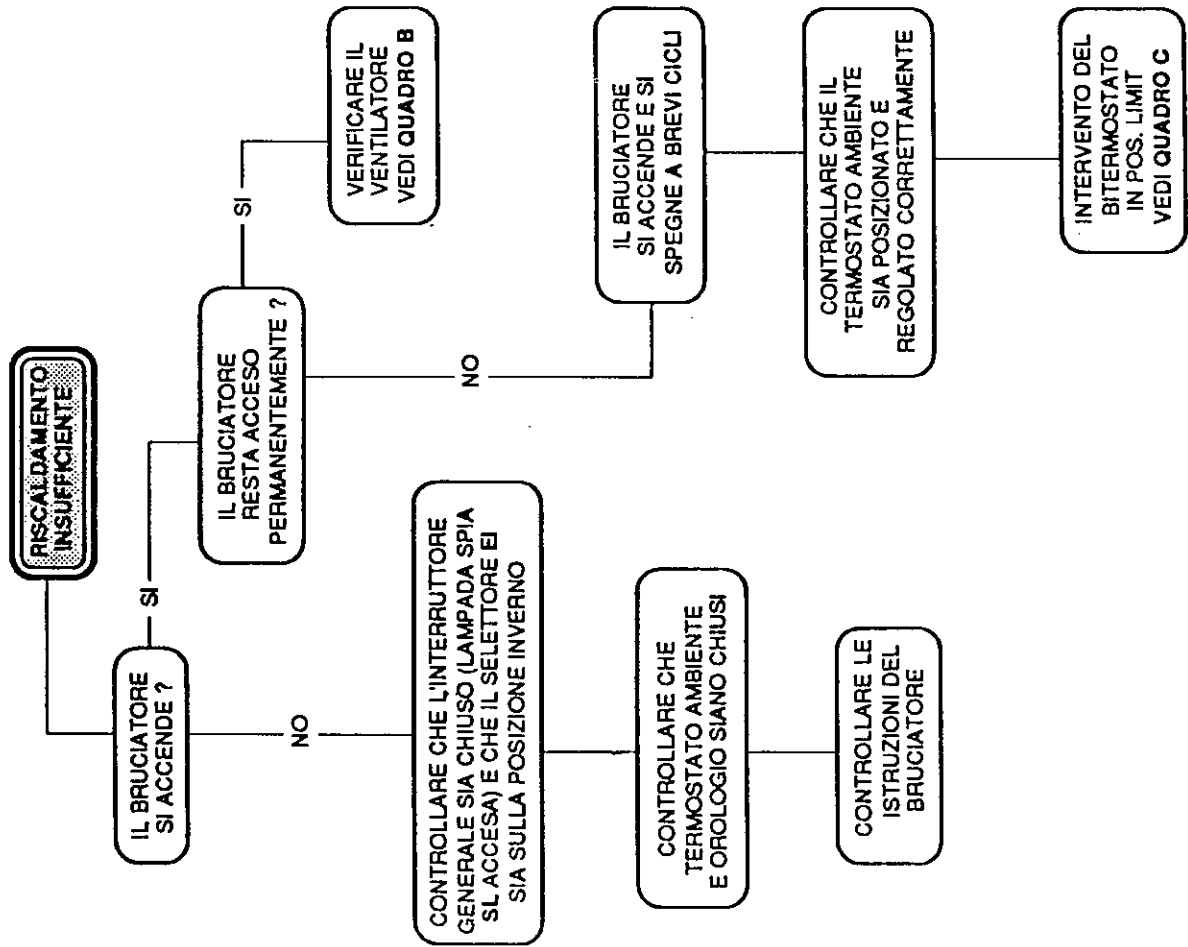 RISCALDAMENTO
INSUFFICIENTE
IL BRUCIATORE
SI ACCENDE ?
SI
IL BRUCIATORE
RESTA ACCESO
PERMANENTEMENTE ?
SI
VERIFICARE IL
VENTILATORE
VEDI QUADRO B
NO
IL BRUCIATORE
SI ACCENDE E SI
SPEGNE A BREVI CICLI
CONTROLLARE CHE IL
TERMOSTATO AMBIENTE
SIA POSIZIONATO E
REGOLATO CORRETTAMENTE
INTERVENTO DEL
BITERMOSTATO
IN POS. LIMIT
VEDI QUADRO C
NO
CONTROLLARE CHE L'INTERRUTTORE
GENERALE SIA CHIUSO (LAMPADA SPIA
SL ACCESA) E CHE IL SELETTORE EI
SIA SULLA POSIZIONE INVERNO
CONTROLLARE CHE
TERMOSTATO AMBIENTE
E OROLOGIO SIANO CHIUSI
CONTROLLARE LE
ISTRUZIONI DEL
BRUCIATORE